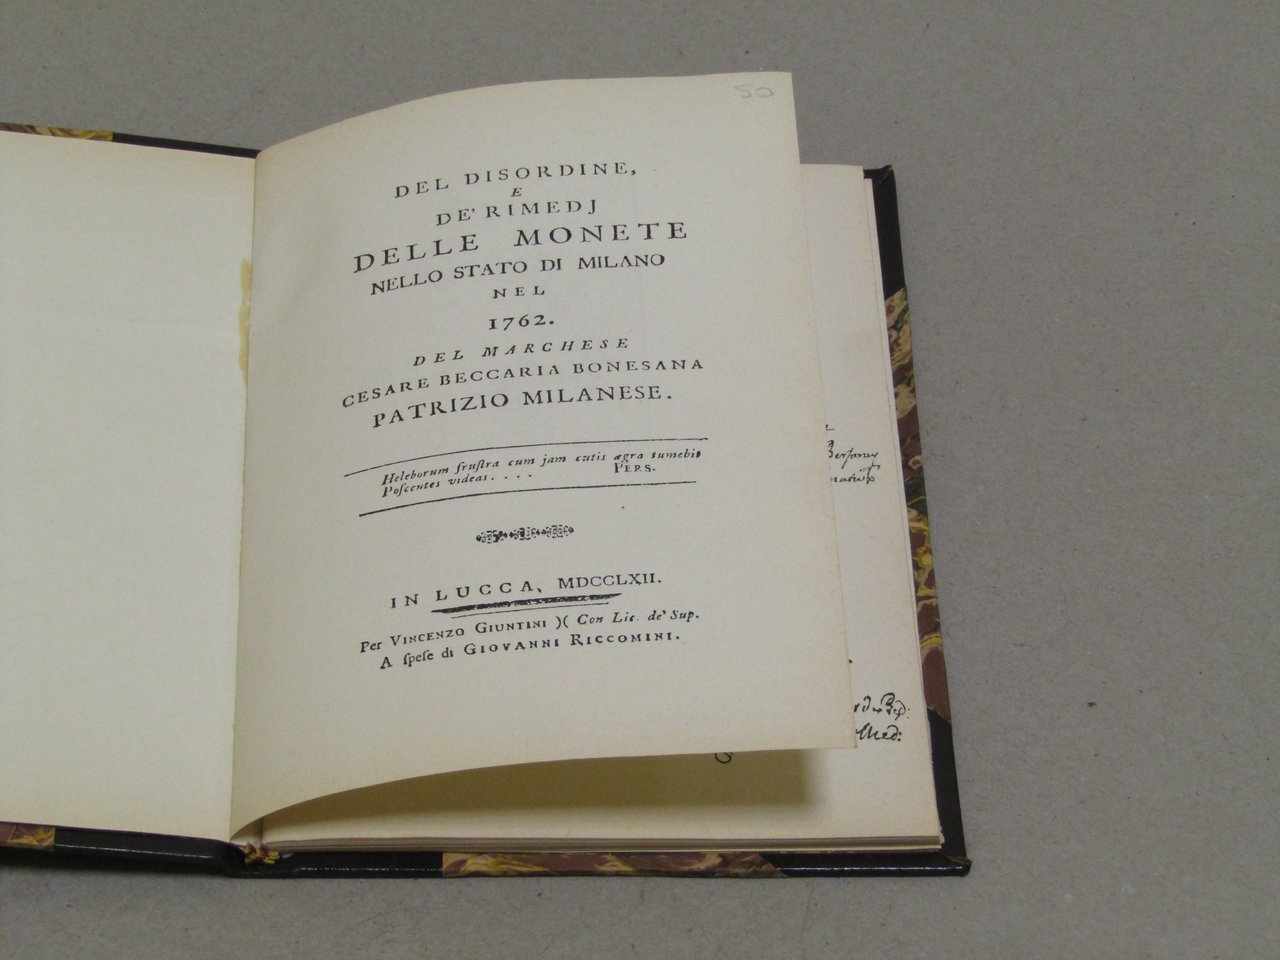 50
DEL DISORDINE,
E
DE' RIMEDJ
DELLE MONETE
NELLO STATO DI MILANO
NEL
1762.
DEL MARCHESE
CESARE BECCARIA BONESANA
PATRIZIO MILANESE.
Heleborum fruſtra cum jam cutis ægra tumebit
Poſcentes videas. . . . PERS.
IN LUCCA, MDCCLXII.
Per VINCENZO GIUNTINI )( Con Lic. de' Sup.
A ſpeſe di GIOVANNI RICCOMINI.